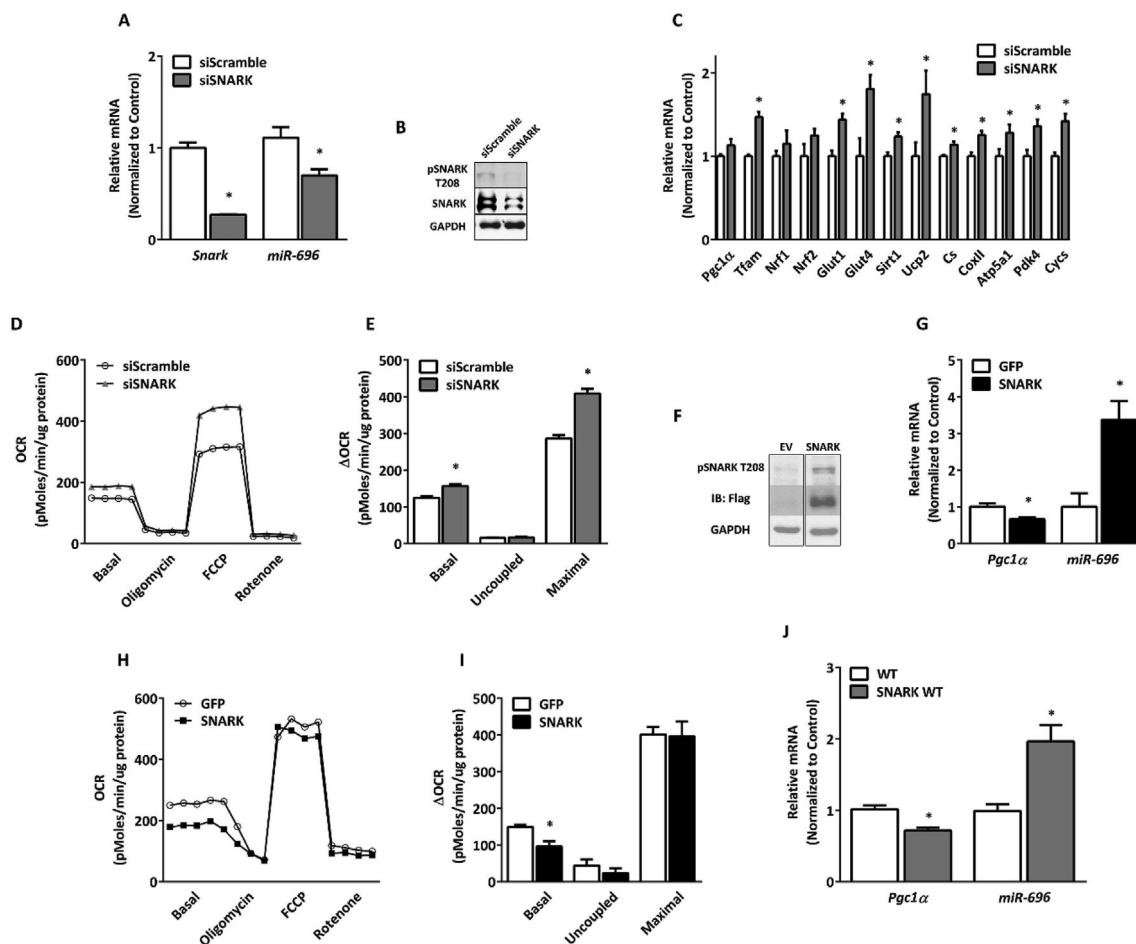 A
Relative mRNA
(Normalized to Control)
2
1
0
siScramble
siSNARK
*
*
Snark
miR-696
B
siScramble
siSNARK
pSNARK
T208
SNARK
GAPDH
C
Relative mRNA
(Normalized to Control)
2
1
0
siScramble
siSNARK
* * * * * * * * * *
Pgc1α
Tfam
Nrf1
Nrf2
Glut1
Glut4
Sirt1
Ucp2
Cs
CoxII
Atp5a1
Pdk4
Cycs
D
OCR
(pMoles/min/ug protein)
600
400
200
0
siScramble
siSNARK
Basal
Oligomycin
FCCP
Rotenone
E
ΔOCR
(pMoles/min/ug protein)
500
400
300
200
100
0
siScramble
siSNARK
*
*
Basal
Uncoupled
Maximal
F
EV
SNARK
pSNARK T208
IB: Flag
GAPDH
G
Relative mRNA
(Normalized to Control)
5
4
3
2
1
0
GFP
SNARK
*
*
Pgc1α
miR-696
H
OCR
(pMoles/min/ug protein)
600
400
200
0
GFP
SNARK
Basal
Oligomycin
FCCP
Rotenone
I
ΔOCR
(pMoles/min/ug protein)
500
400
300
200
100
0
GFP
SNARK
*
Basal
Uncoupled
Maximal
J
Relative mRNA
(Normalized to Control)
3
2
1
0
WT
SNARK WT
*
*
Pgc1α
miR-696